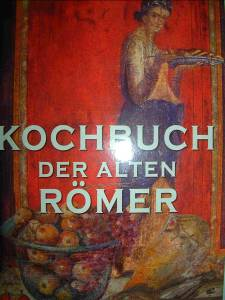 KOCHBUCH
DER ALTEN
RÖMER